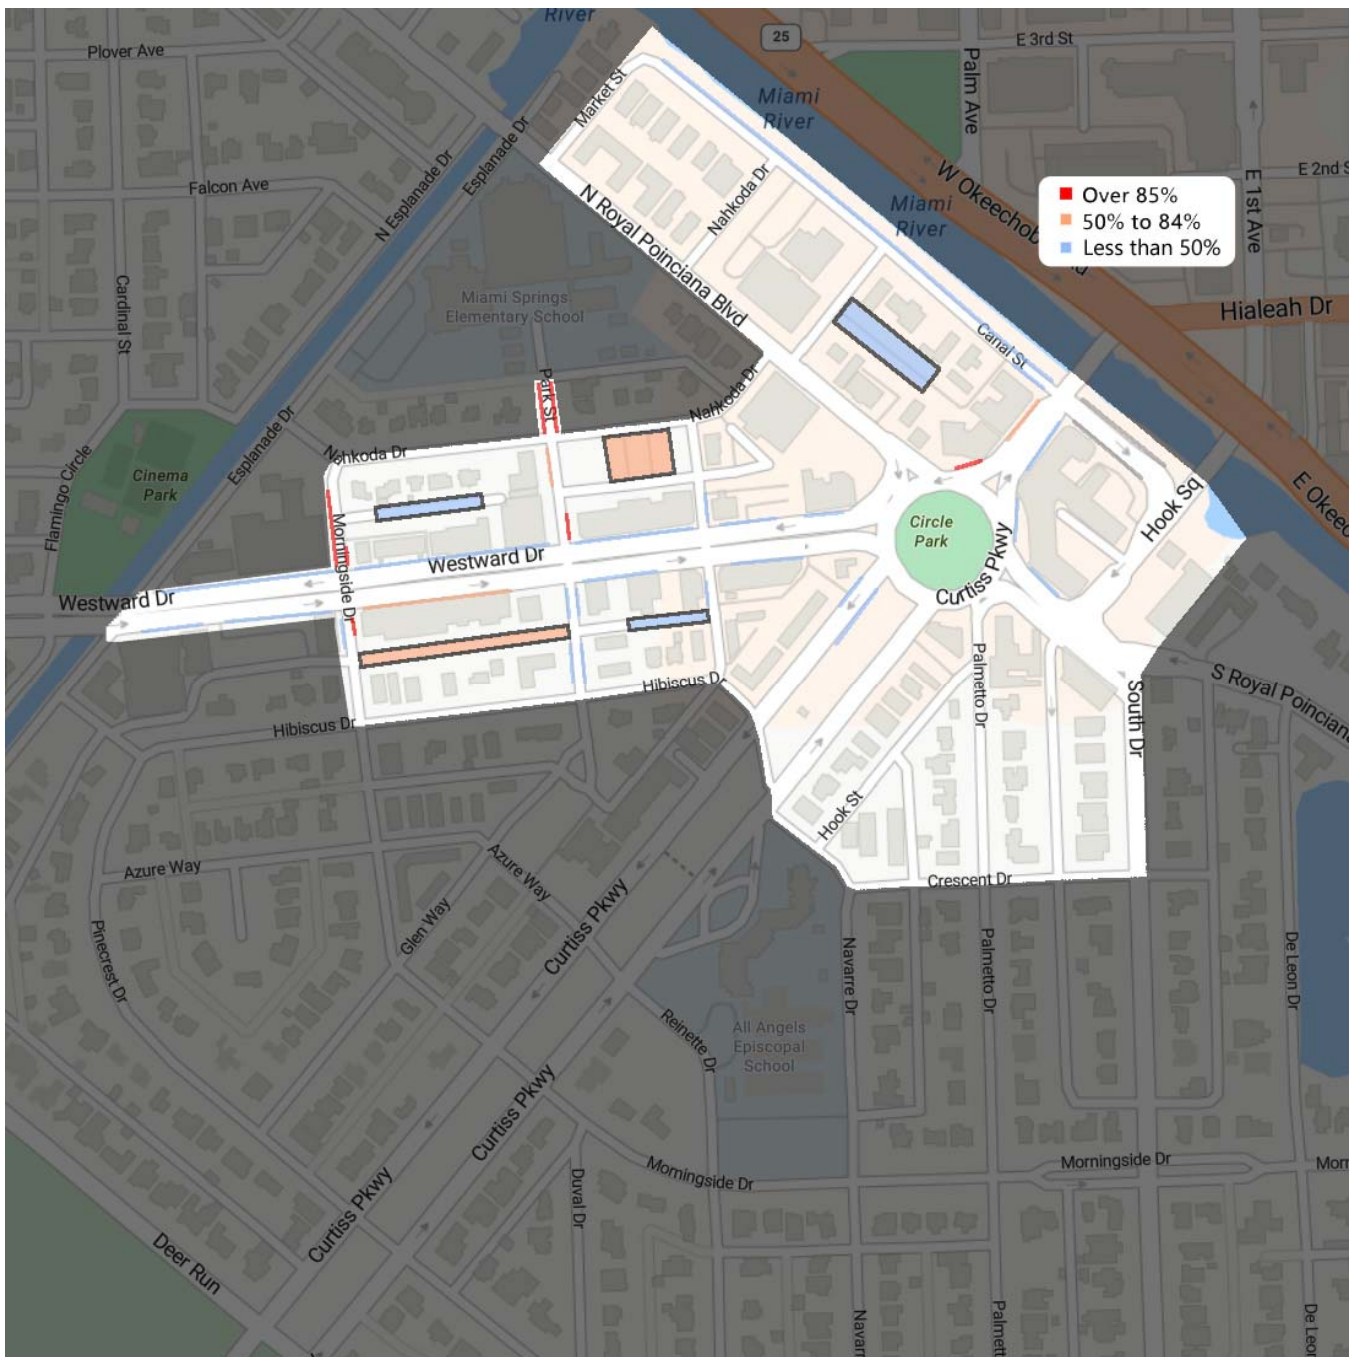 River
Plover Ave
25
E 3rd St
Palm Ave
Market St
Miami
River
Esplanade Dr
N Esplanade Dr
Falcon Ave
Nahkoda Dr
N Royal Poinciana Blvd
Miami
River
W Okeechob
d
E 1st Ave
E 2nd S
Over 85%
50% to 84%
Less than 50%
Cardinal St
Miami Springs
Elementary School
Hialeah Dr
Canal St
Park St
Nahkoda Dr
Nahkoda Dr
Esplanade Dr
Flamingo Circle
Cinema
Park
E Okeec
Hook Sq
Circle
Park
Curtiss Pkwy
Morningside Dr
Westward Dr
Westward Dr
Palmetto Dr
S Royal Poinciana
South Dr
Hibiscus Dr
Hibiscus Dr
Hook St
Azure Way
Azure Way
Crescent Dr
Glen Way
Curtiss Pkwy
Pinecrest Dr
Navarre Dr
Palmetto Dr
De Leon Dr
Reinette Dr
All Angels
Episcopal
School
Curtiss Pkwy
Morningside Dr
Morningside Dr
Morr
Duval Dr
Curtiss Pkwy
Deer Run
Navarr
Palmett
De Leor